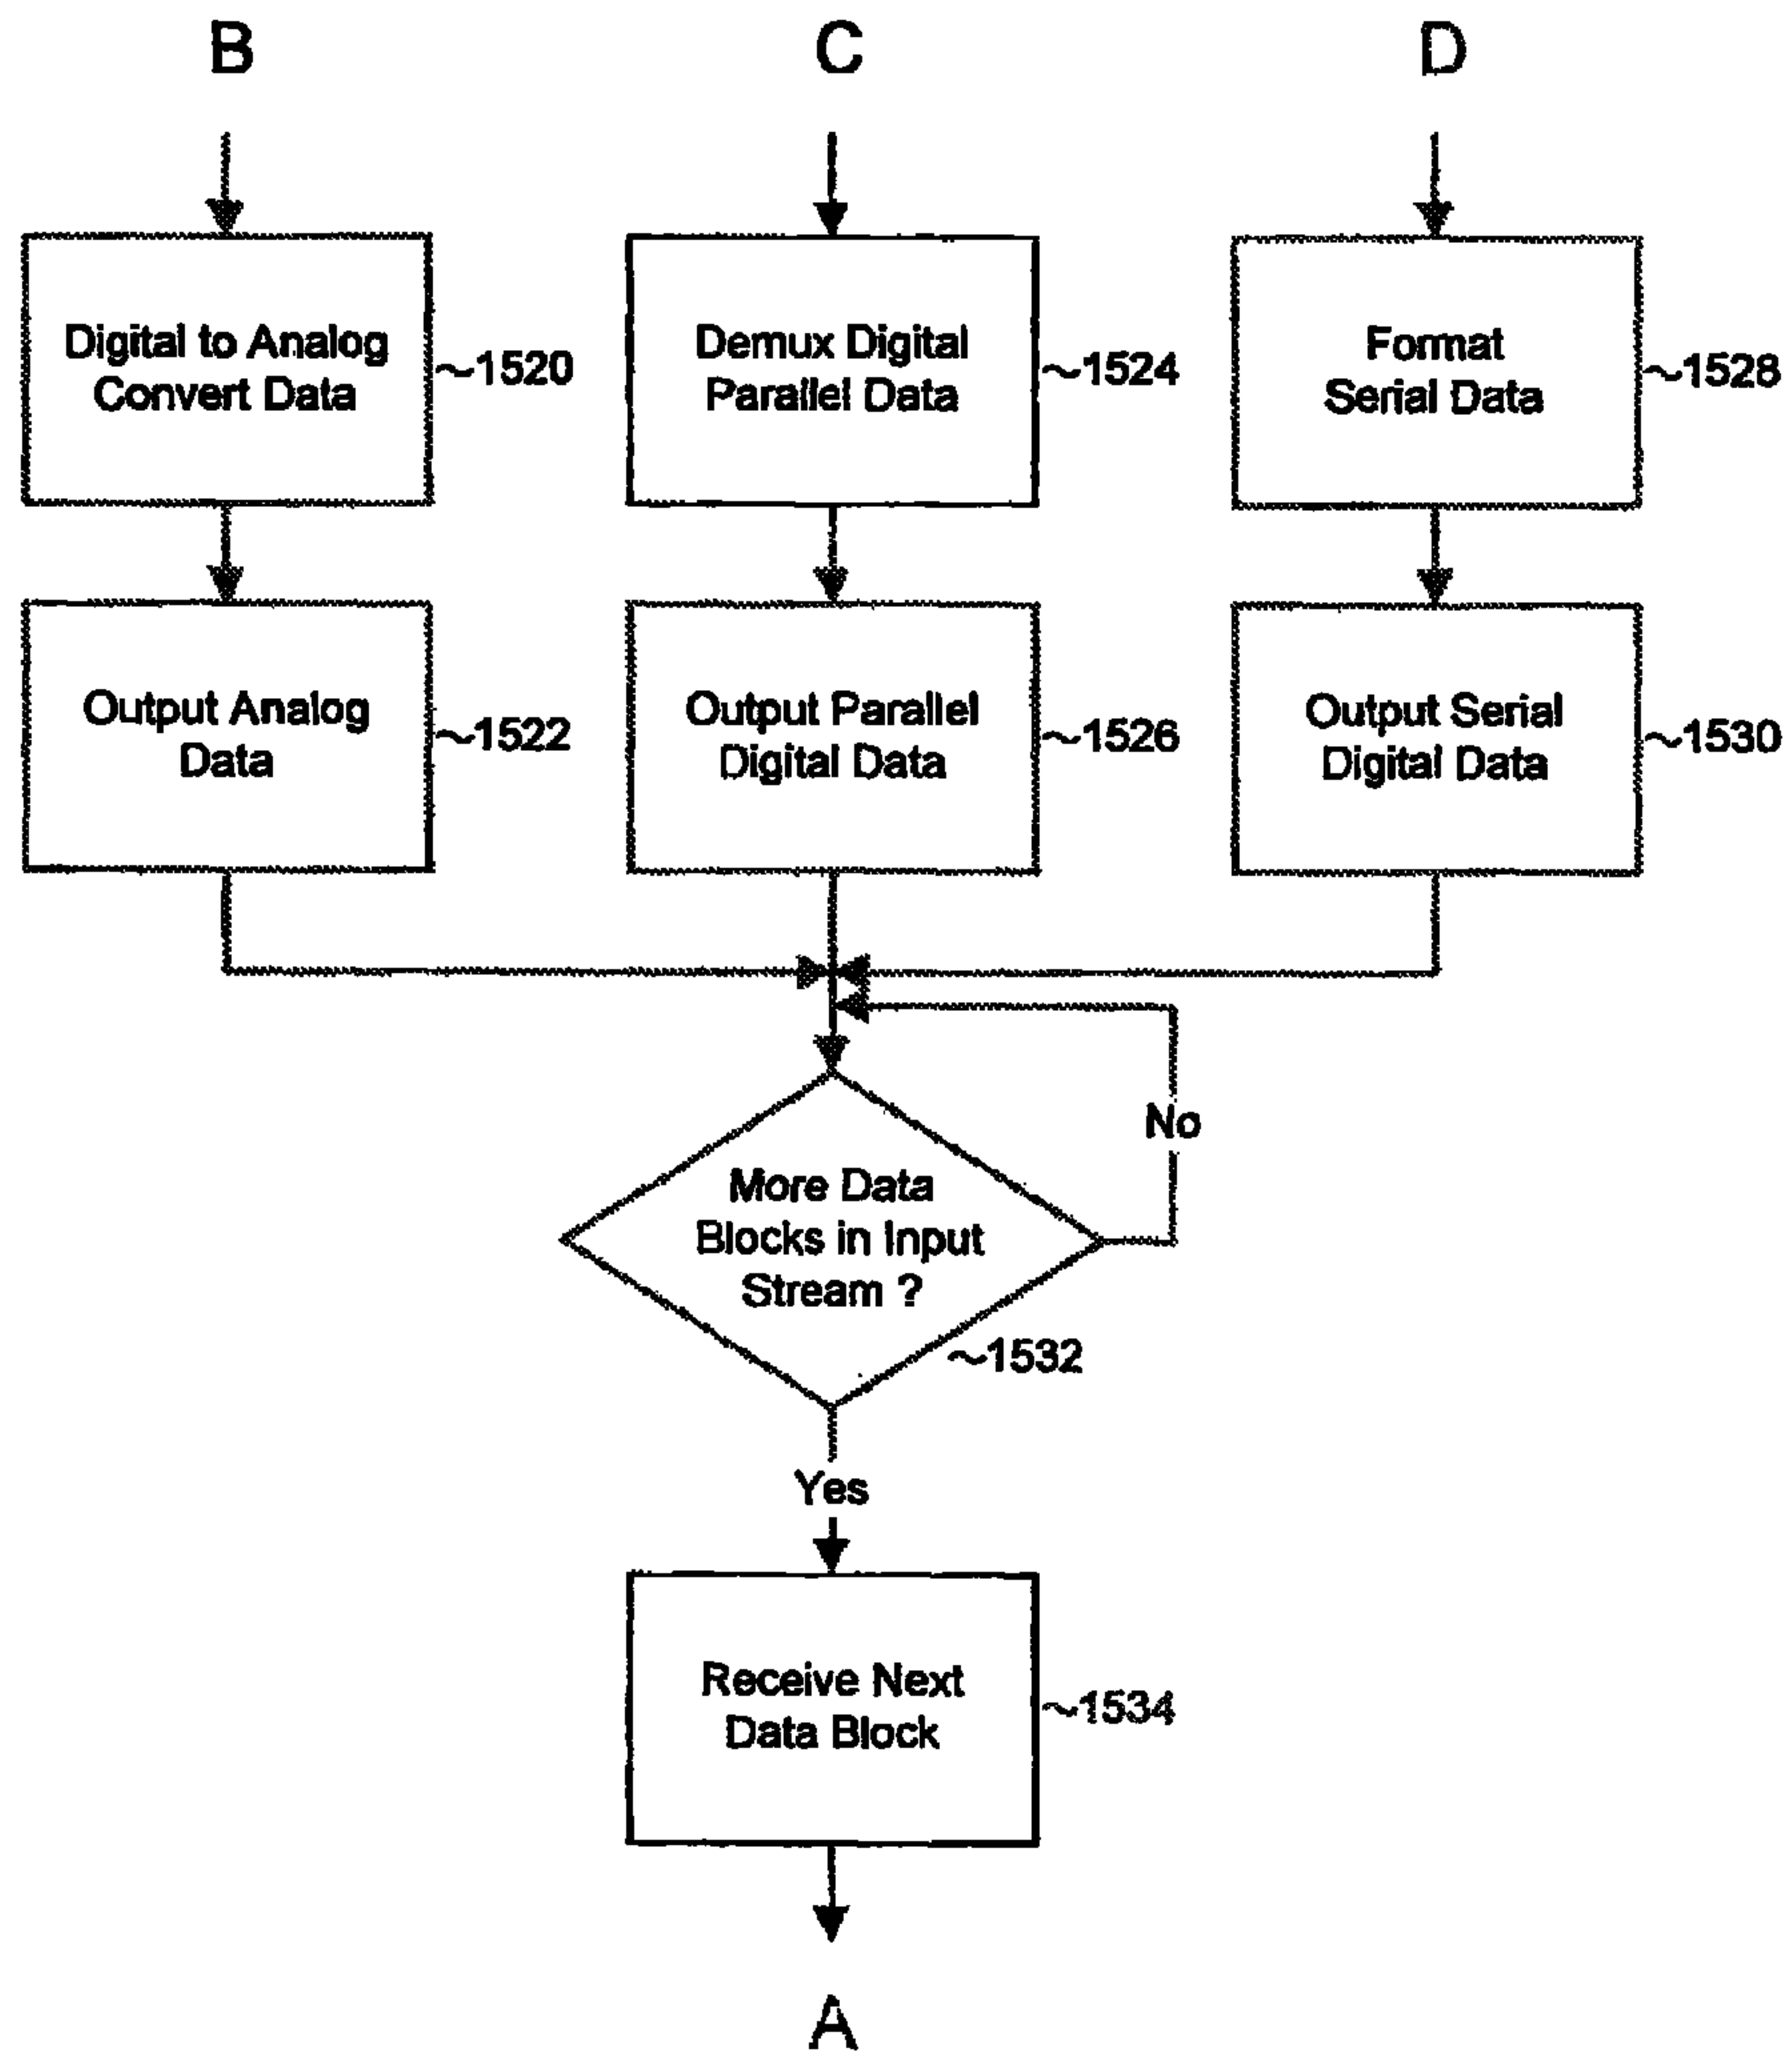 B
C
D
Digital to Analog
Convert Data
~1520
Demux Digital
Parallel Data
~1524
Format
Serial Data
~1528
Output Analog
Data
~1522
Output Parallel
Digital Data
~1526
Output Serial
Digital Data
~1530
No
More Data
Blocks in Input
Stream ?
~1532
Yes
Receive Next
Data Block
~1534
A